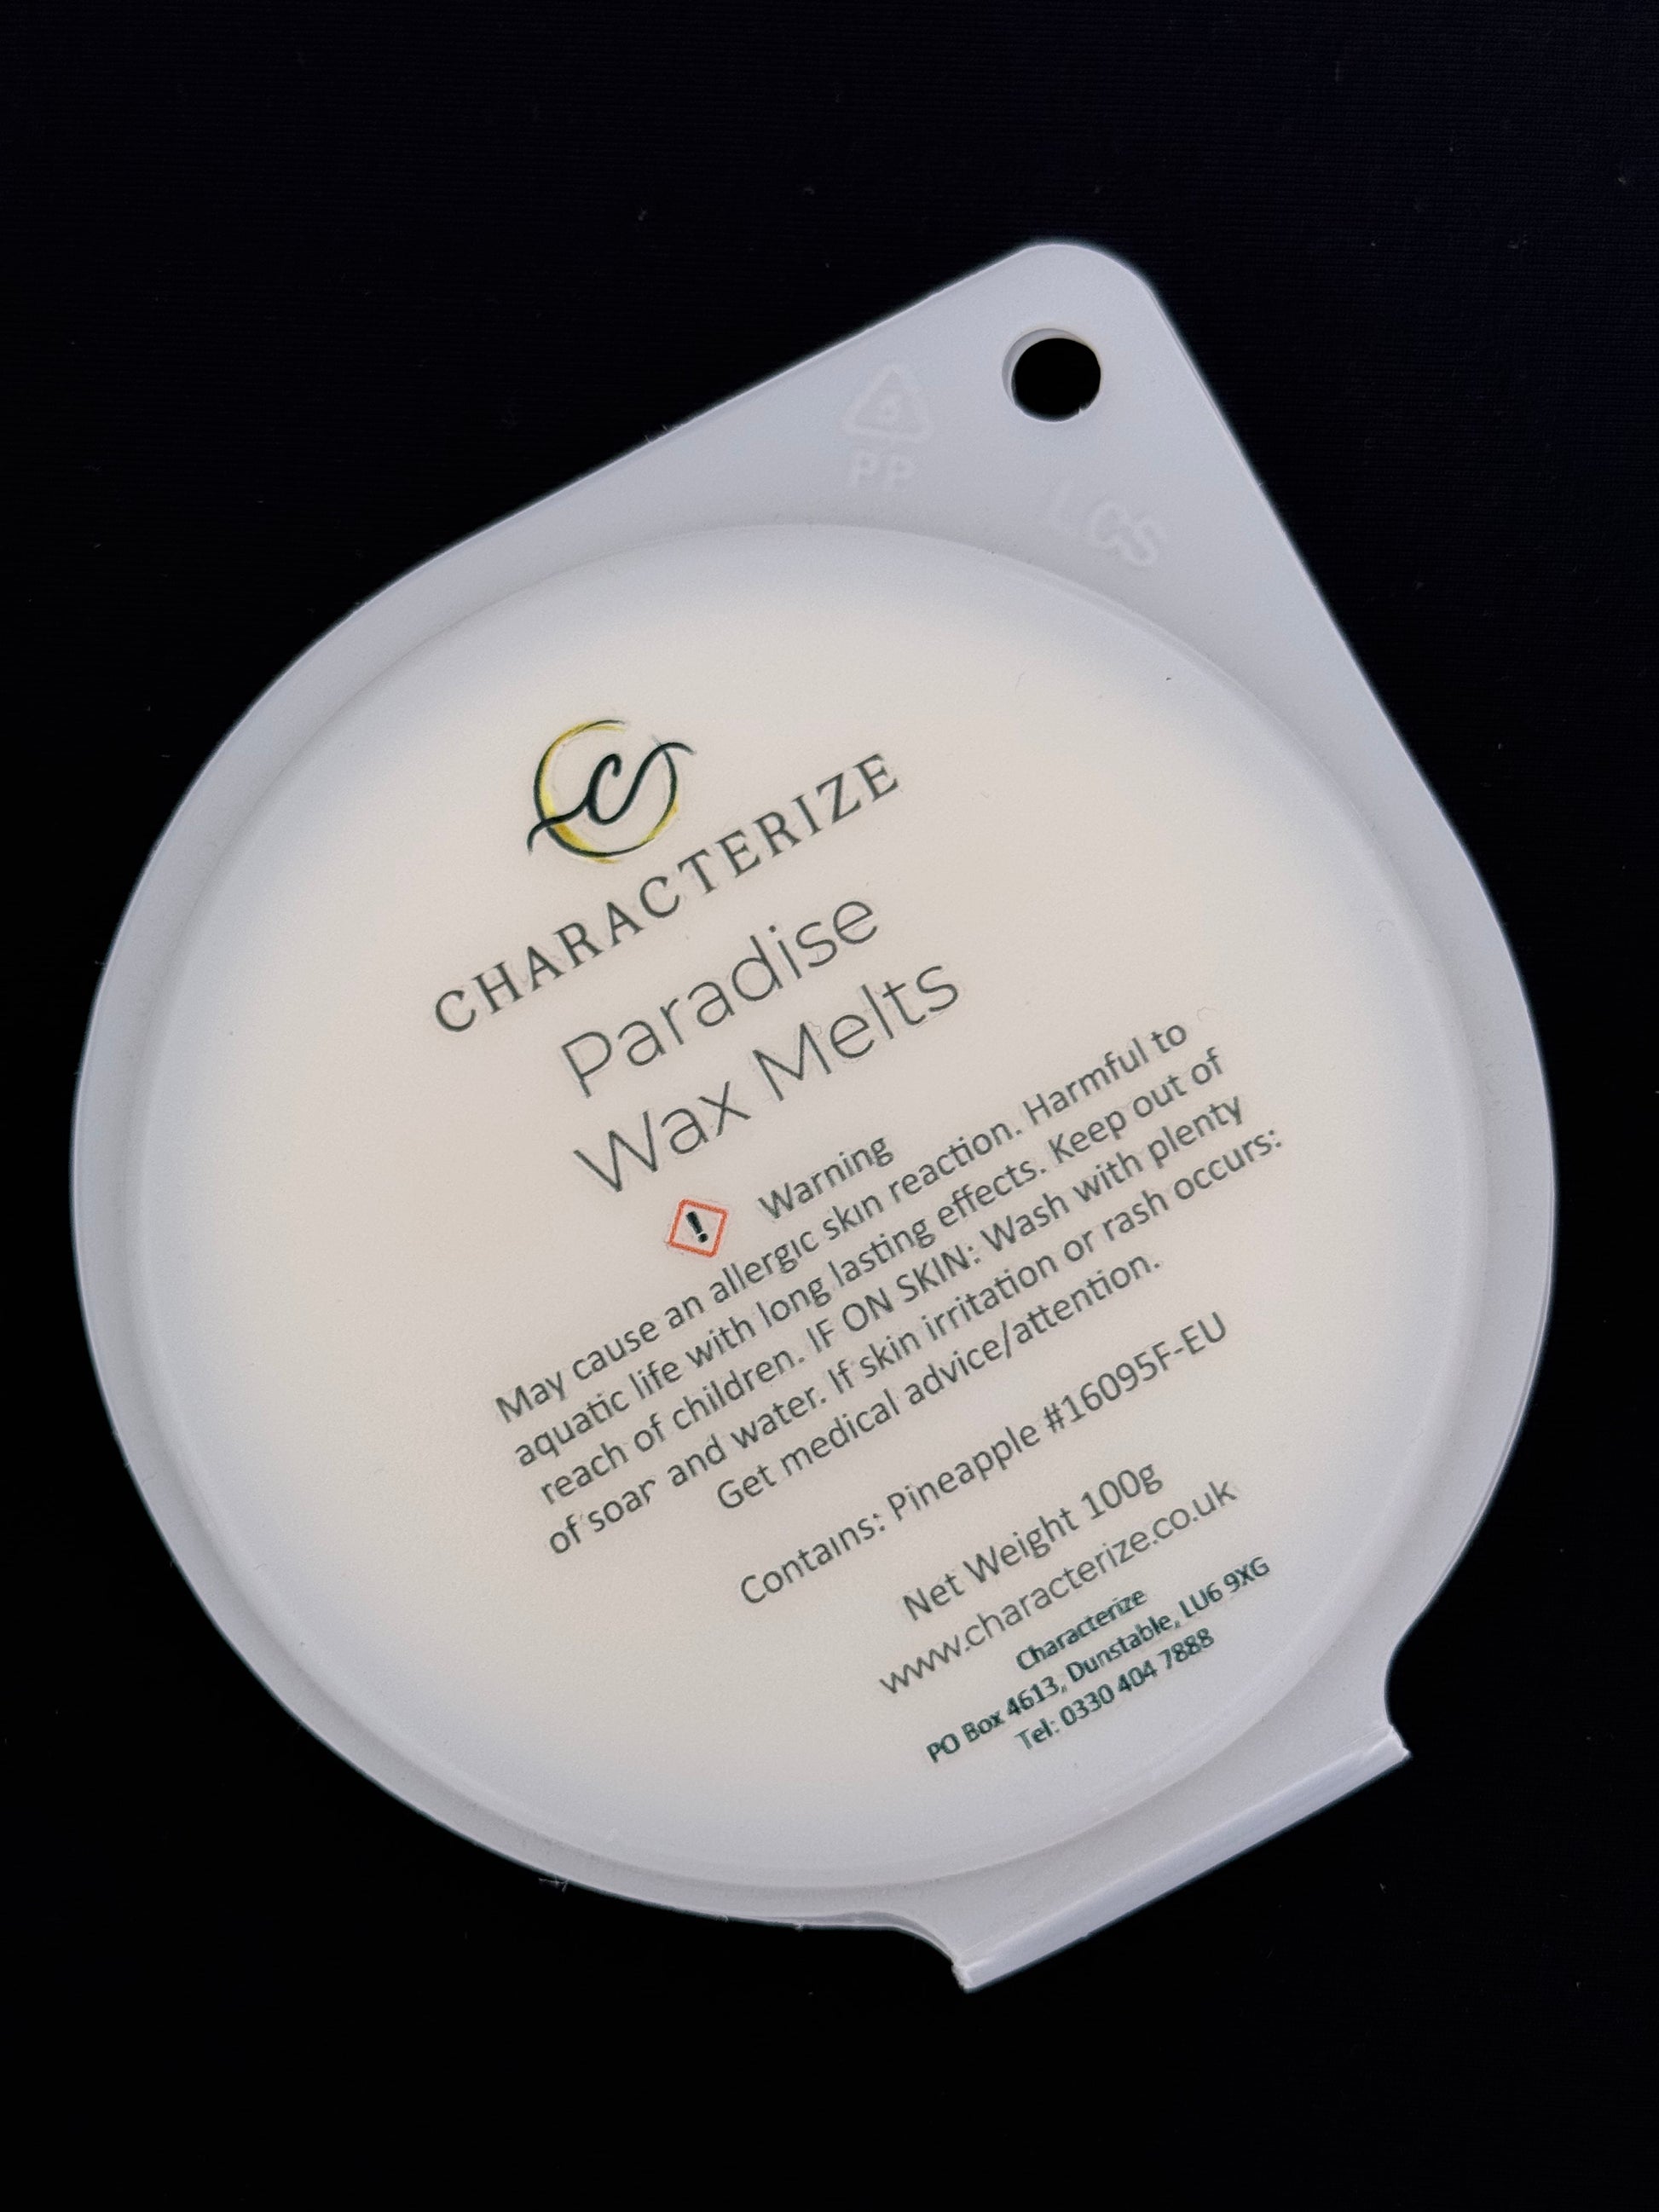 PP
LCS
CHARACTERIZE
Paradise
Wax Melts
Warning
May cause an allergic skin reaction. Harmful to
aquatic life with long lasting effects. Keep out of
reach of children. IF ON SKIN: Wash with plenty
of soap and water. If skin irritation or rash occurs:
Get medical advice/attention.
Contains: Pineapple #16095F-EU
Net Weight 100g
www.characterize.co.uk
Characterize
PO Box 4613, Dunstable, LU6 9XG
Tel: 0330 404 7888